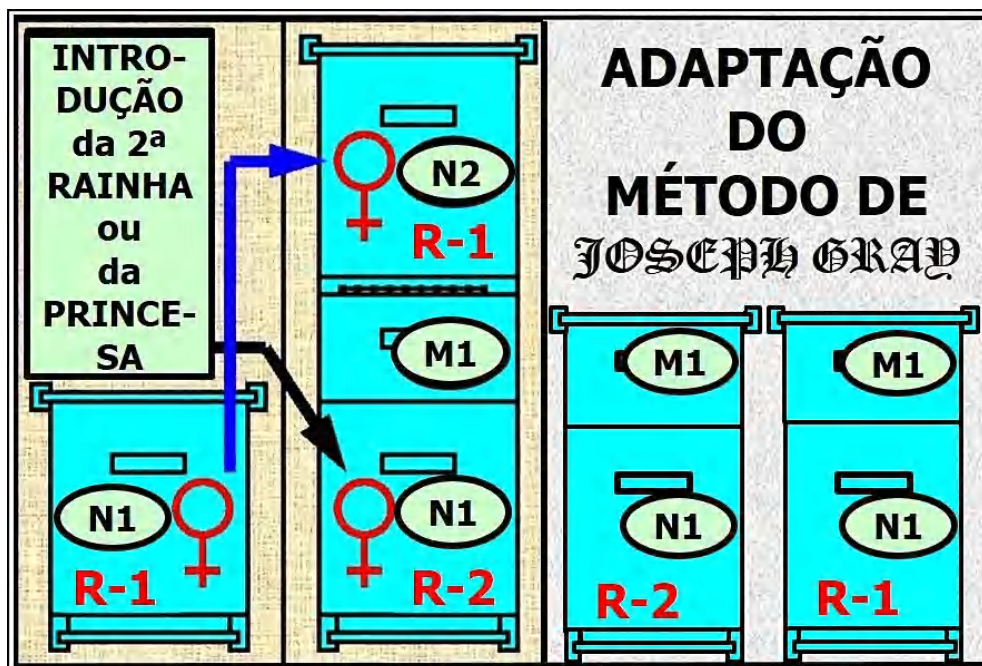 INTRO-
DUÇÃO
da 2ª
RAINHA
ou
da
PRINCE-
SA
N1
R-1
N2
R-1
M1
N1
R-2
ADAPTAÇÃO
DO
MÉTODO DE
JOSEPH GRAY
M1
N1
R-2
M1
N1
R-1